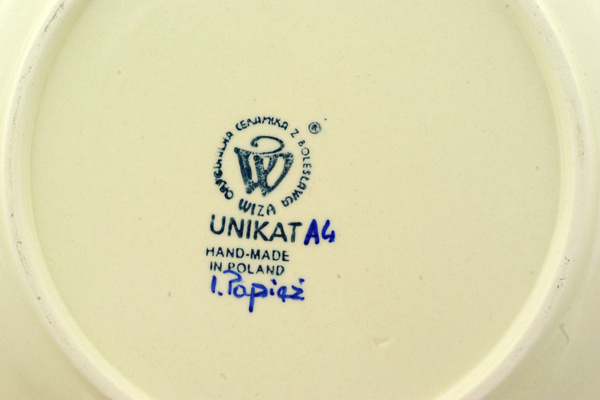 ORYGINALNA CERAMIKA Z BOLESŁAWCA
®
W
WIZA
UNIKAT A4
HAND-MADE
IN POLAND
I. Papież